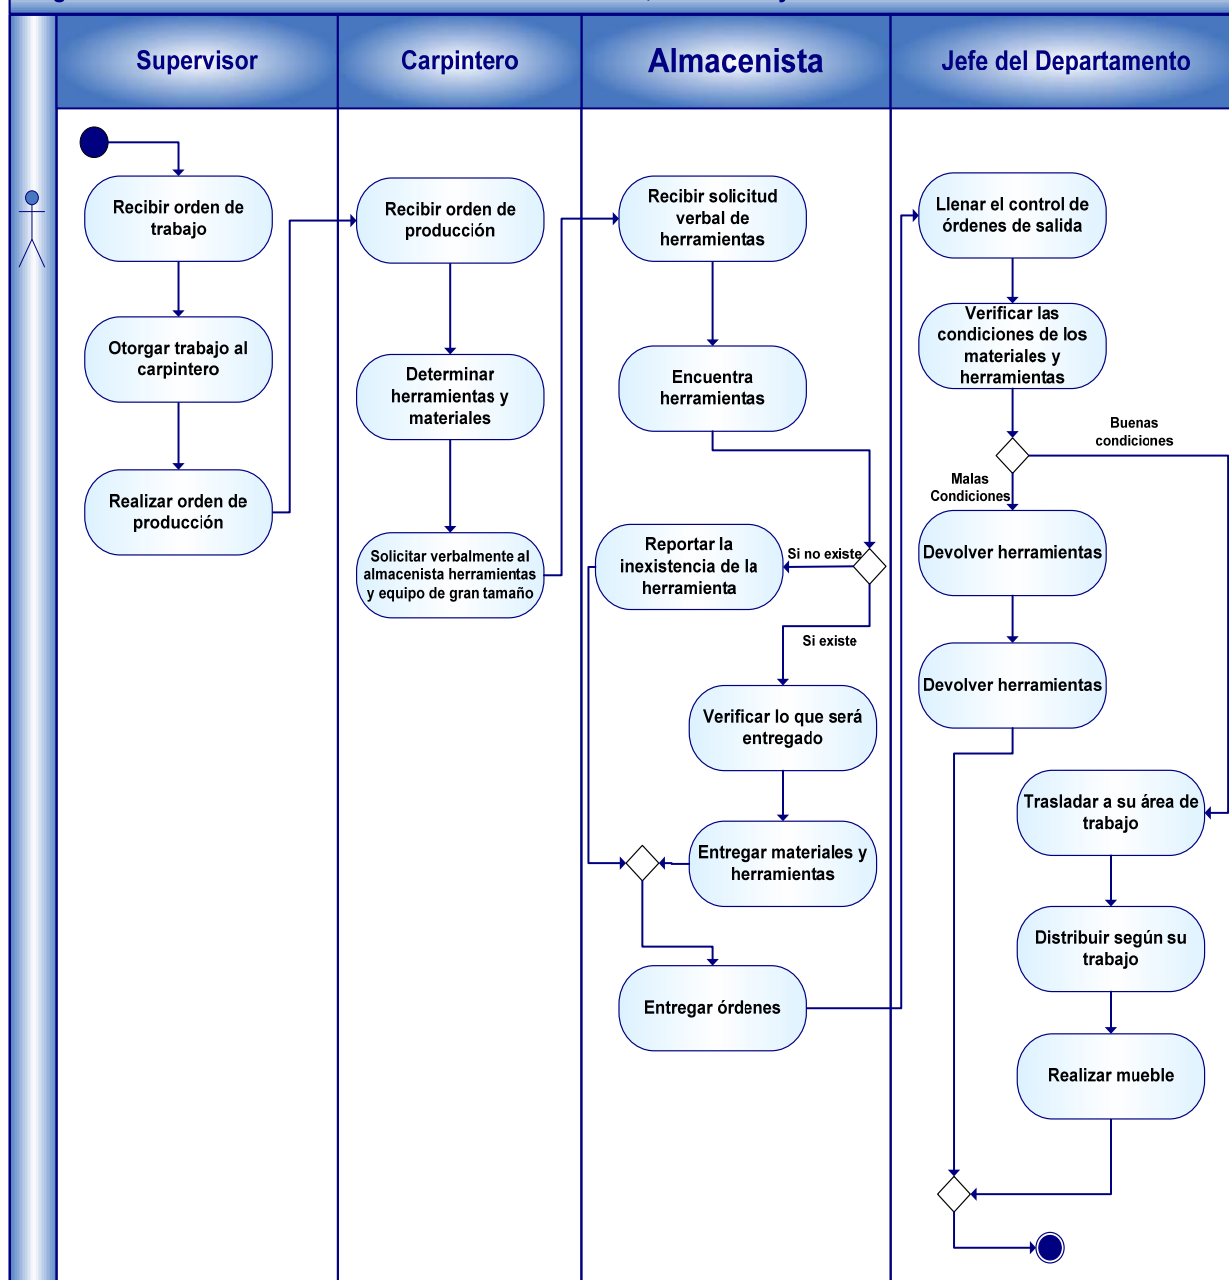 Supervisor
Carpintero
Almacenista
Jefe del Departamento
Recibir orden de
trabajo
Otorgar trabajo al
carpintero
Realizar orden de
producción
Recibir orden de
producción
Determinar
herramientas y
materiales
Solicitar verbalmente al
almacenista herramientas
y equipo de gran tamaño
Recibir solicitud
verbal de
herramientas
Encuentra
herramientas
Si no existe
Reportar la
inexistencia de la
herramienta
Si existe
Verificar lo que será
entregado
Entregar materiales y
herramientas
Entregar órdenes
Llenar el control de
órdenes de salida
Verificar las
condiciones de los
materiales y
herramientas
Buenas
condiciones
Malas
Condiciones
Devolver herramientas
Devolver herramientas
Trasladar a su área de
trabajo
Distribuir según su
trabajo
Realizar mueble